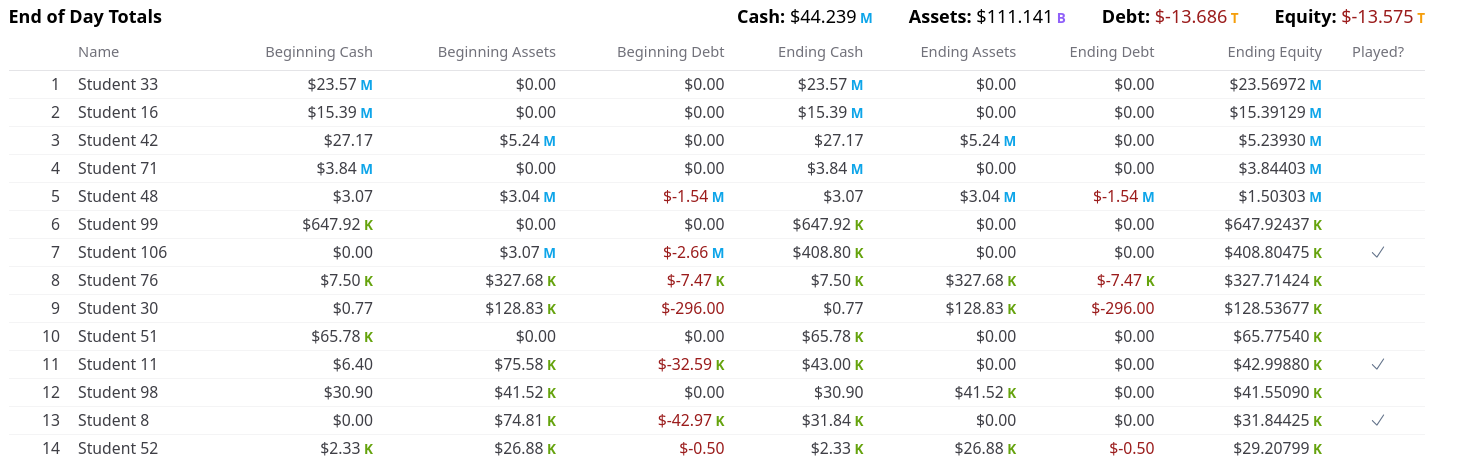 End of Day Totals Cash: $44.239 M Assets: $111.141 B Debt: $-13.686 T Equity: $-13.575 T
Name Beginning Cash Beginning Assets Beginning Debt Ending Cash Ending Assets Ending Debt Ending Equity Played?
1 Student 33 $23.57 M $0.00 $0.00 $23.57 M $0.00 $0.00 $23.56972 M
2 Student 16 $15.39 M $0.00 $0.00 $15.39 M $0.00 $0.00 $15.39129 M
3 Student 42 $27.17 $5.24 M $0.00 $27.17 $5.24 M $0.00 $5.23930 M
4 Student 71 $3.84 M $0.00 $0.00 $3.84 M $0.00 $0.00 $3.84403 M
5 Student 48 $3.07 $3.04 M $-1.54 M $3.07 $3.04 M $-1.54 M $1.50303 M
6 Student 99 $647.92 K $0.00 $0.00 $647.92 K $0.00 $0.00 $647.92437 K
7 Student 106 $0.00 $3.07 M $-2.66 M $408.80 K $0.00 $0.00 $408.80475 K ✓
8 Student 76 $7.50 K $327.68 K $-7.47 K $7.50 K $327.68 K $-7.47 K $327.71424 K
9 Student 30 $0.77 $128.83 K $-296.00 $0.77 $128.83 K $-296.00 $128.53677 K
10 Student 51 $65.78 K $0.00 $0.00 $65.78 K $0.00 $0.00 $65.77540 K
11 Student 11 $6.40 $75.58 K $-32.59 K $43.00 K $0.00 $0.00 $42.99880 K ✓
12 Student 98 $30.90 $41.52 K $0.00 $30.90 $41.52 K $0.00 $41.55090 K
13 Student 8 $0.00 $74.81 K $-42.97 K $31.84 K $0.00 $0.00 $31.84425 K ✓
14 Student 52 $2.33 K $26.88 K $-0.50 $2.33 K $26.88 K $-0.50 $29.20799 K